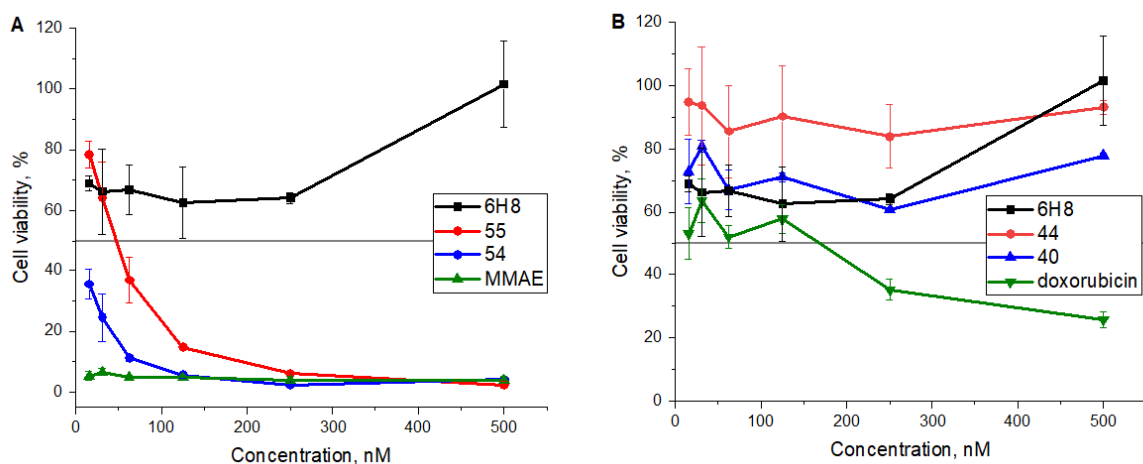 A
120
100
80
60
40
20
0
Cell viability, %
6H8
55
54
MMAE
0 100 200 300 400 500
Concentration, nM
B
120
100
80
60
40
20
0
Cell viability, %
6H8
44
40
doxorubicin
0 100 200 300 400 500
Concentration, nM